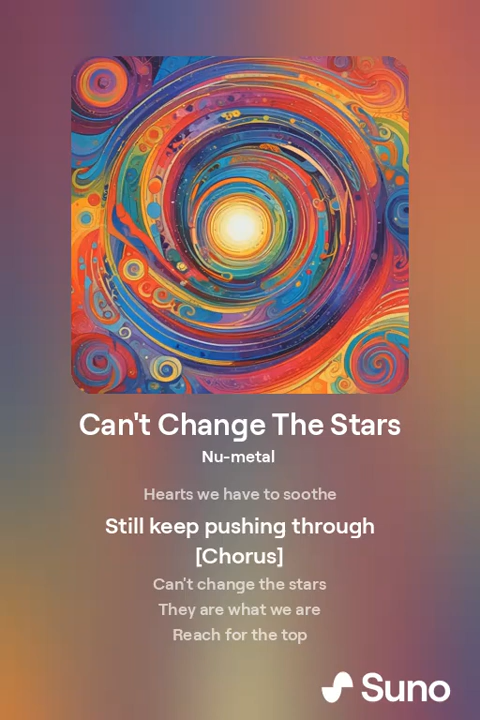 Can't Change The Stars
Nu-metal
Hearts we have to soothe
Still keep pushing through
[Chorus]
Can't change the stars
They are what we are
Reach for the top
Suno